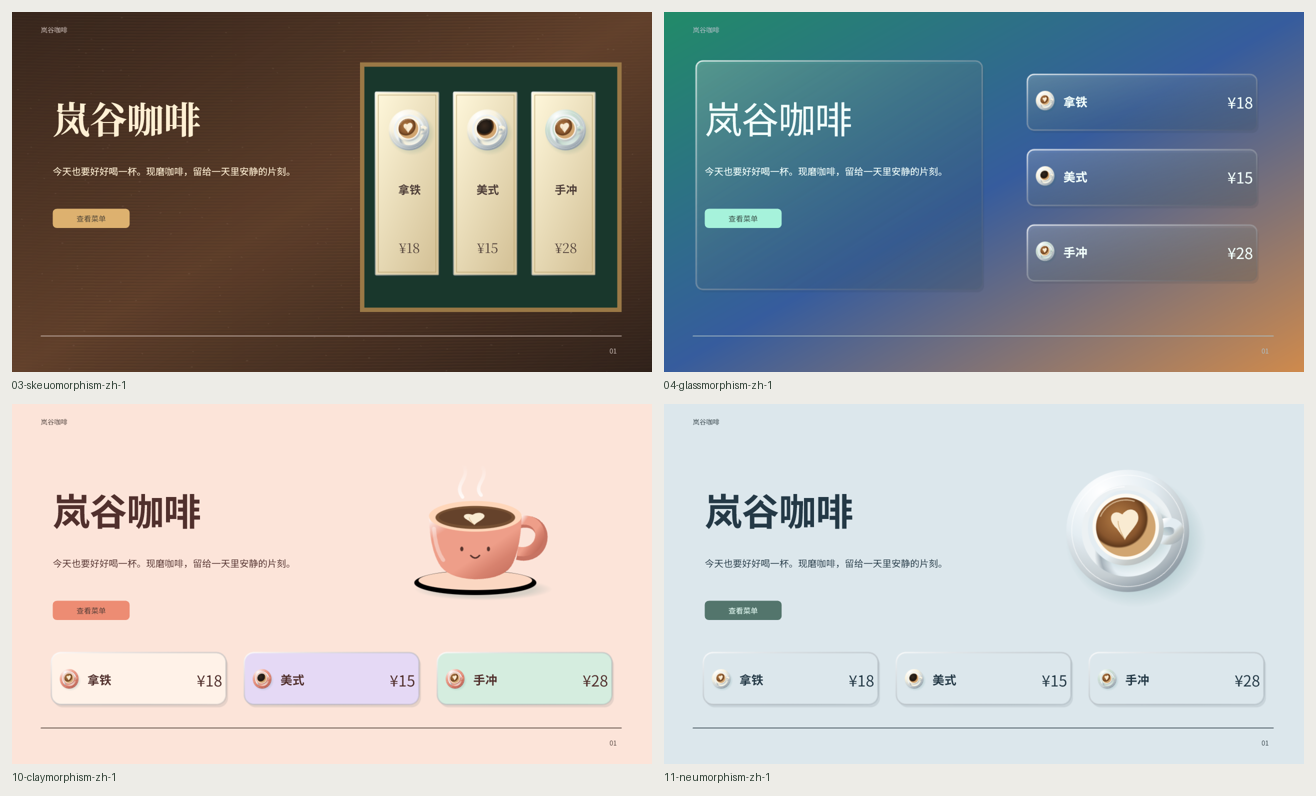 岚谷咖啡
岚谷咖啡
今天也要好好喝一杯。现磨咖啡，留给一天里安静的片刻。
查看菜单
拿铁
美式
手冲
¥18
¥15
¥28
01
03-skeuomorphism-zh-1
岚谷咖啡
岚谷咖啡
今天也要好好喝一杯。现磨咖啡，留给一天里安静的片刻。
查看菜单
拿铁 ¥18
美式 ¥15
手冲 ¥28
01
04-glassmorphism-zh-1
岚谷咖啡
岚谷咖啡
今天也要好好喝一杯。现磨咖啡，留给一天里安静的片刻。
查看菜单
拿铁 ¥18
美式 ¥15
手冲 ¥28
01
10-claymorphism-zh-1
岚谷咖啡
岚谷咖啡
今天也要好好喝一杯。现磨咖啡，留给一天里安静的片刻。
查看菜单
拿铁 ¥18
美式 ¥15
手冲 ¥28
01
11-neumorphism-zh-1